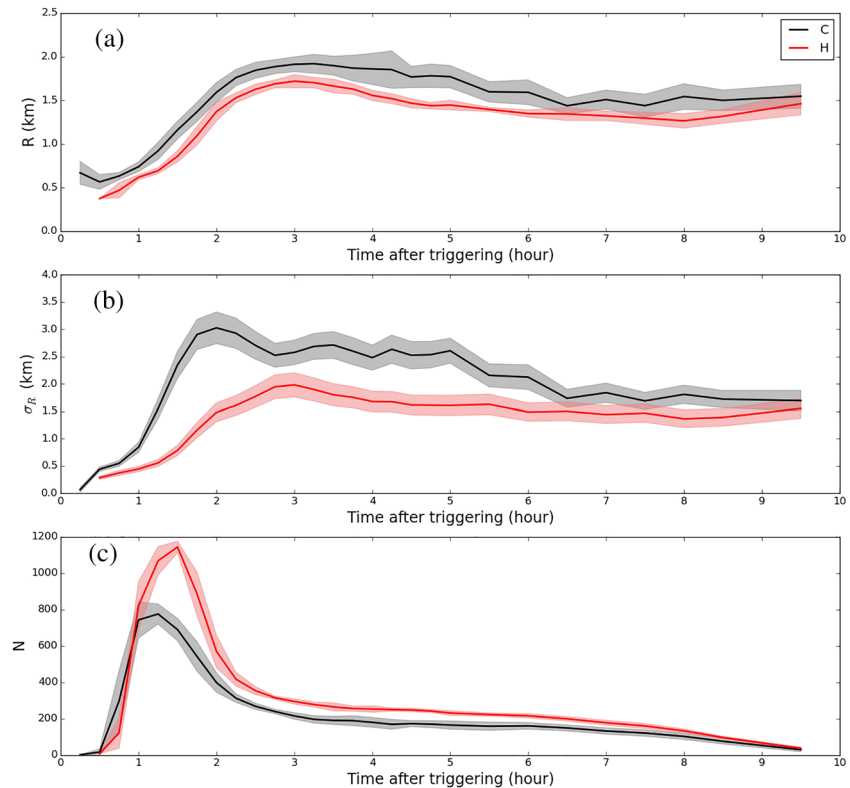 (a)
C
H
2.5
2.0
1.5
1.0
0.5
0.0
R (km)
0 1 2 3 4 5 6 7 8 9 10
Time after triggering (hour)
(b)
4.0
3.5
3.0
2.5
2.0
1.5
1.0
0.5
0.0
σR (km)
0 1 2 3 4 5 6 7 8 9 10
Time after triggering (hour)
(c)
1200
1000
800
600
400
200
0
N
0 1 2 3 4 5 6 7 8 9 10
Time after triggering (hour)